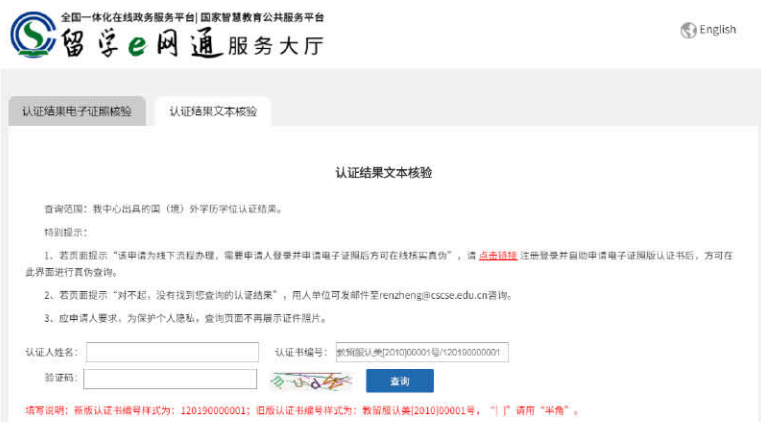 全国一体化在线政务服务平台|国家智慧教育公共服务平台
留学e网通服务大厅
English
认证结果电子证照核验
认证结果文本核验
认证结果文本核验
查询范围：我中心出具的国（境）外学历学位认证结果。
特别提示：
1、若页面提示“该申请为线下流程办理，需要申请人登录并申请电子证照后方可在线核实真伪”，请 点击链接 注册登录并自助申请电子证照版认证书后，方可在
此界面进行真伪查询。
2、若页面提示“对不起，没有找到您查询的认证结果”，用人单位可发邮件至renzheng@cscse.edu.cn咨询。
3、应申请人要求，为保护个人隐私，查询页面不再展示证件照片。
认证人姓名：
认证书编号：
教留服认美[2010]00001号/120190000001
验证码：
查询
填写说明：新版认证书编号样式为：120190000001；旧版认证书编号样式为：教留服认美[2010]00001号，“[ ]”请用“半角”。